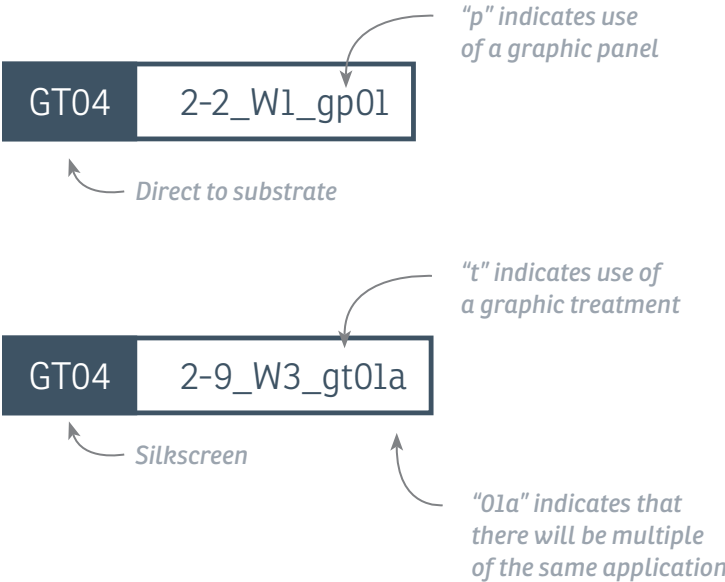 “p” indicates use
of a graphic panel
GT04 2-2_W1_gp01
Direct to substrate
“t” indicates use of
a graphic treatment
GT04 2-9_W3_gt01a
Silkscreen
“01a” indicates that
there will be multiple
of the same application